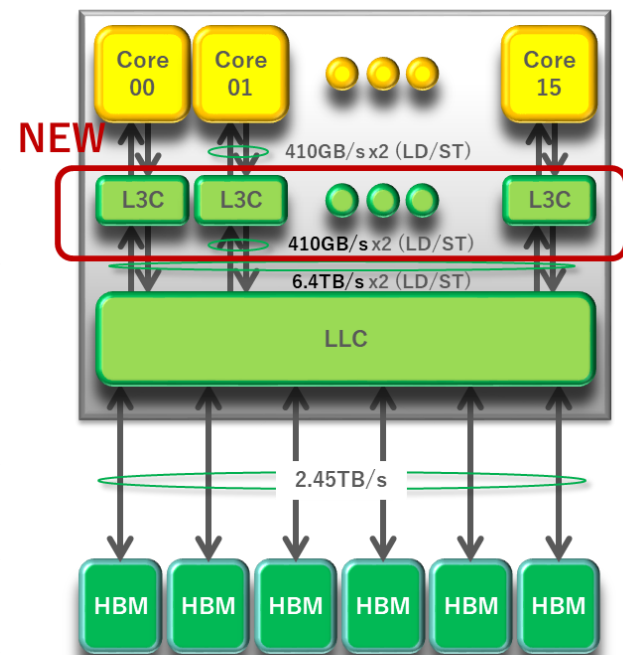 Core 00
Core 01
Core 15
NEW
410GB/s x2 (LD/ST)
L3C
L3C
L3C
410GB/s x2 (LD/ST)
6.4TB/s x2 (LD/ST)
LLC
2.45TB/s
HBM
HBM
HBM
HBM
HBM
HBM